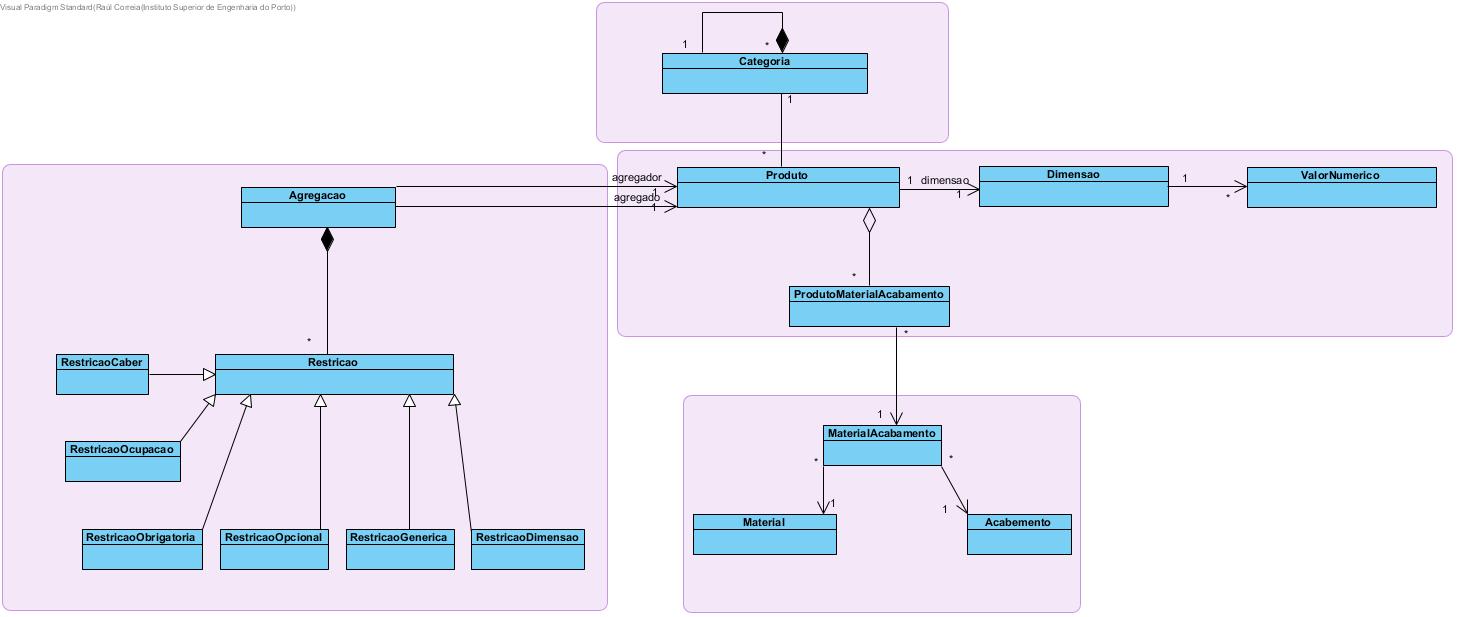 Visual Paradigm Standard(Raúl Correia(Instituto Superior de Engenharia do Porto))
1
*
Categoria
1
*
Agregacao
agregador
1
agregado
1
Produto
1
dimensao
1
Dimensao
1
*
ValorNumerico
*
ProdutoMaterialAcabamento
*
*
RestricaoCaber
Restricao
RestricaoOcupacao
RestricaoObrigatoria
RestricaoOpcional
RestricaoGenerica
RestricaoDimensao
1
MaterialAcabamento
*
*
1
1
Material
Acabemento